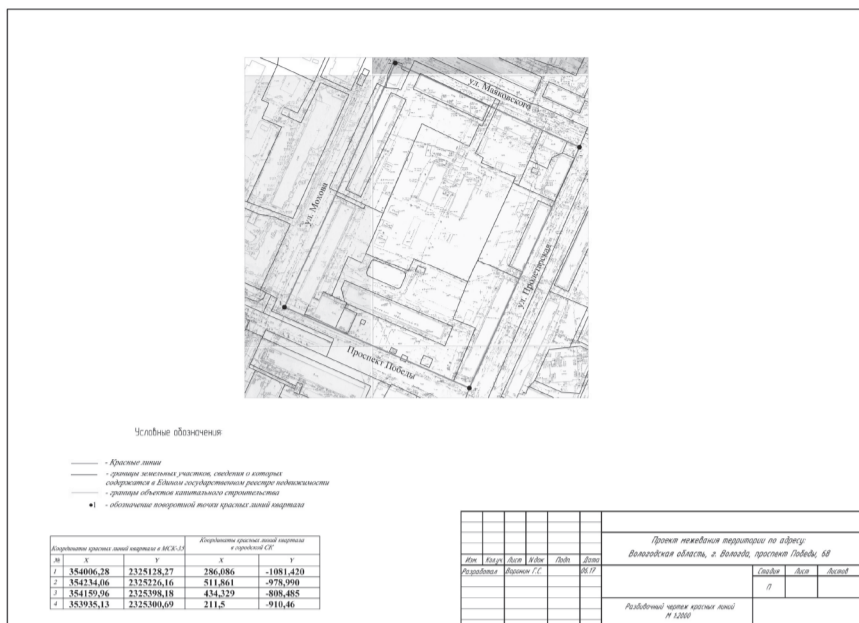 ул. Маяковского
ул. Мохова
ул. Пролетарская
Проспект Победы
Условные обозначения
- Красные линии
- границы земельных участков, сведения о которых
содержатся в Едином государственном реестре недвижимости
- границы объектов капитального строительства
•1 - обозначение поворотной точки красных линий квартала
Координаты красных линий квартала в МСК-35
Координаты красных линий квартала
в городской СК
№ X Y X Y
1 354006,28 2325128,27 286,086 -1081,420
2 354234,06 2325226,16 511,861 -978,990
3 354159,96 2325398,18 434,329 -808,485
4 353935,13 2325300,69 211,5 -910,46
Проект межевания территории по адресу:
Вологодская область, г. Вологда, проспект Победы, 68
Изм. Кол.уч Лист №док Подп. Дата
Разработал Воронин Г.С. 06.17
Стадия Лист Листов
П
Разбивочный чертеж красных линий
М 1:2000